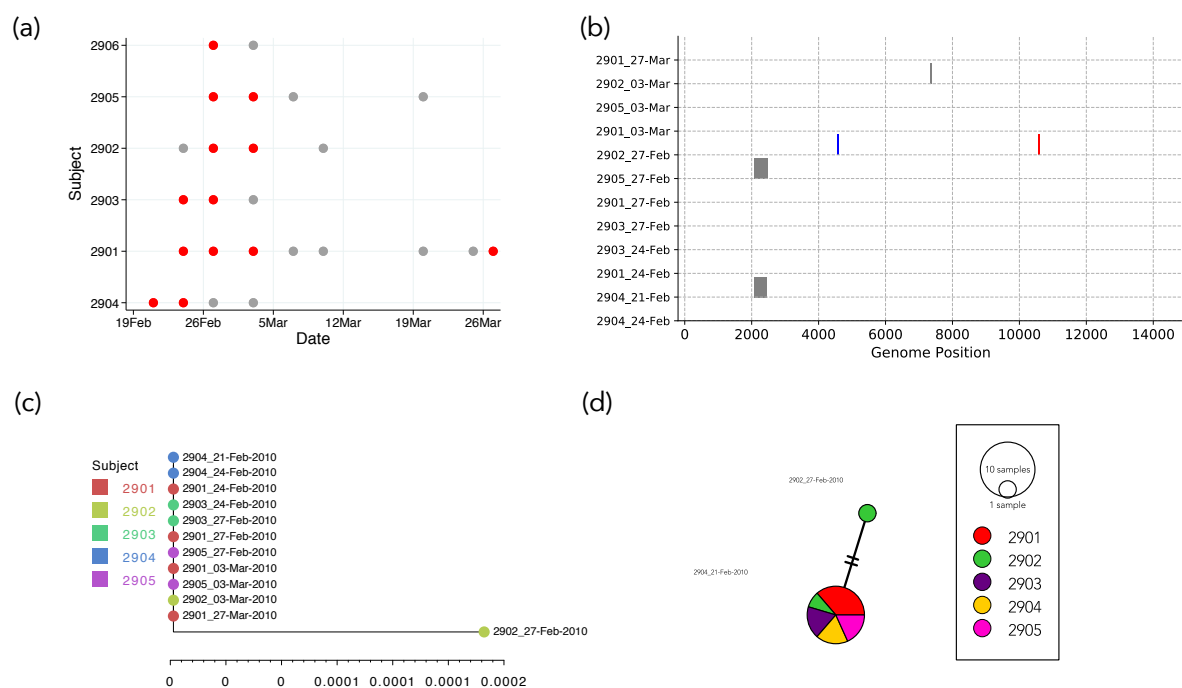 (a)
Subject
2906
2905
2902
2903
2901
2904
19Feb
26Feb
5Mar
12Mar
19Mar
26Mar
Date
(b)
2901_27-Mar
2902_03-Mar
2905_03-Mar
2901_03-Mar
2902_27-Feb
2905_27-Feb
2901_27-Feb
2903_27-Feb
2903_24-Feb
2901_24-Feb
2904_21-Feb
2904_24-Feb
0
2000
4000
6000
8000
10000
12000
14000
Genome Position
(c)
Subject
2901
2902
2903
2904
2905
2904_21-Feb-2010
2904_24-Feb-2010
2901_24-Feb-2010
2903_24-Feb-2010
2903_27-Feb-2010
2901_27-Feb-2010
2905_27-Feb-2010
2901_03-Mar-2010
2905_03-Mar-2010
2902_03-Mar-2010
2901_27-Mar-2010
2902_27-Feb-2010
0
0
0
0.0001
0.0001
0.0001
0.0002
(d)
2902_27-Feb-2010
2904_21-Feb-2010
10 samples
1 sample
2901
2902
2903
2904
2905